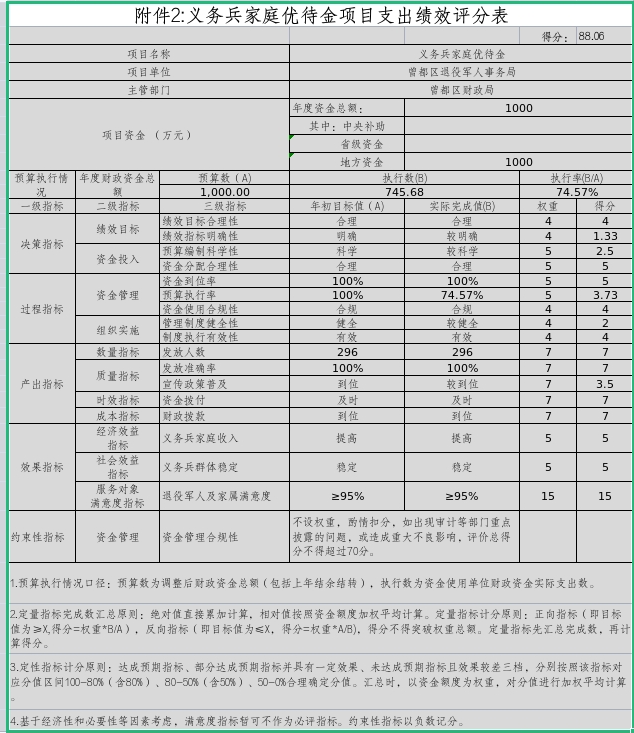 附件2:义务兵家庭优待金项目支出绩效评分表
得分： 88.06
项目名称 义务兵家庭优待金
项目单位 曾都区退役军人事务局
主管部门 曾都区财政局
项目资金（万元） 年度资金总额： 1000
其中：中央补助
省级资金
地方资金 1000
预算执行情况 年度财政资金总额 预算数（A） 执行数(B) 执行率(B/A)
1,000.00 745.68 74.57%
一级指标 二级指标 三级指标 年初目标值（A） 实际完成值(B) 权重 得分
决策指标 绩效目标 绩效目标合理性 合理 合理 4 4
绩效指标明确性 明确 较明确 4 1.33
资金投入 预算编制科学性 科学 较科学 5 2.5
资金分配合理性 合理 合理 5 5
过程指标 资金管理 资金到位率 100% 100% 5 5
预算执行率 100% 74.57% 5 3.73
资金使用合规性 合规 合规 4 4
组织实施 管理制度健全性 健全 较健全 4 2
制度执行有效性 有效 有效 4 4
产出指标 数量指标 发放人数 296 296 7 7
质量指标 发放准确率 100% 100% 7 7
宣传政策普及 到位 较到位 7 3.5
时效指标 资金拨付 及时 及时 7 7
成本指标 财政拨款 到位 到位 7 7
效果指标 经济效益指标 义务兵家庭收入 提高 提高 5 5
社会效益指标 义务兵群体稳定 稳定 稳定 5 5
服务对象满意度指标 退役军人及家属满意度 ≥95% ≥95% 15 15
约束性指标 资金管理 资金管理合规性 不设权重，酌情扣分，如出现审计等部门重点
披露的问题，或造成重大不良影响，评价总得
分不得超过70分。
1.预算执行情况口径：预算数为调整后财政资金总额（包括上年结余结转），执行数为资金使用单位财政资金实际支出数。
2.定量指标完成数汇总原则：绝对值直接累加计算，相对值按照资金额度加权平均计算。定量指标计分原则：正向指标（即目标
值为≥X,得分=权重*B/A），反向指标（即目标值为≤X，得分=权重*A/B)，得分不得突破权重总额。定量指标先汇总完成数，再计
算得分。
3.定性指标计分原则：达成预期指标、部分达成预期指标并具有一定效果、未达成预期指标且效果较差三档，分别按照该指标对
应分值区间100-80%（含80%）、80-50%（含50%）、50-0%合理确定分值。汇总时，以资金额度为权重，对分值进行加权平均计算
。
4.基于经济性和必要性等因素考虑，满意度指标暂可不作为必评指标。约束性指标以负数记分。